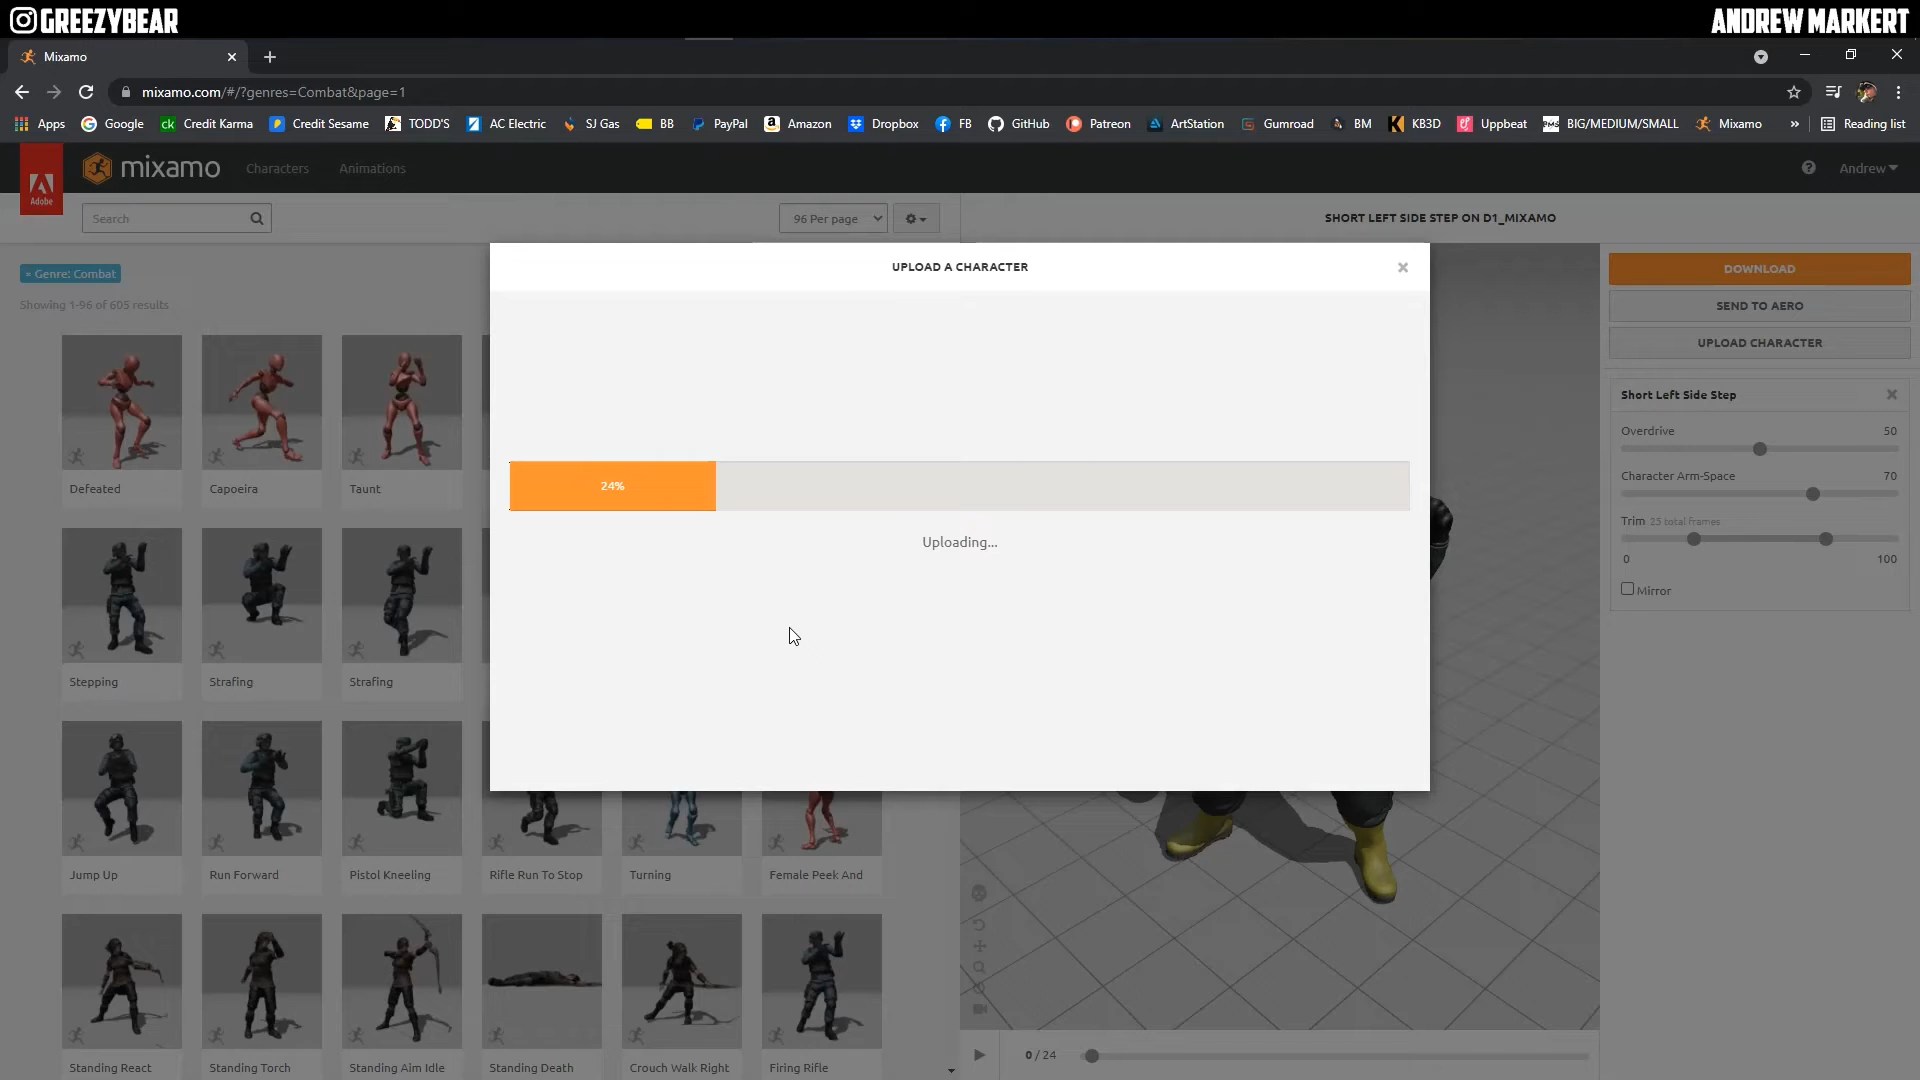 GREEZYBEAR
ANDREW MARKERT
Mixamo
mixamo.com/#/?genres=Combat&page=1
Apps Google Credit Karma Credit Sesame TODD'S AC Electric SJ Gas BB PayPal Amazon Dropbox FB GitHub Patreon ArtStation Gumroad BM KB3D Uppbeat BIG/MEDIUM/SMALL Mixamo » Reading list
Adobe
mixamo Characters Animations Andrew
Search 96 Per page SHORT LEFT SIDE STEP ON D1_MIXAMO
UPLOAD A CHARACTER
× Genre: Combat
Showing 1-96 of 605 results
DOWNLOAD
SEND TO AERO
UPLOAD CHARACTER
Short Left Side Step
Overdrive 50
Character Arm-Space 70
Trim 25 total frames
0 100
Mirror
24%
Uploading...
Defeated Capoeira Taunt
Stepping Strafing Strafing
Jump Up Run Forward Pistol Kneeling Rifle Run To Stop Turning Female Peek And
Standing React Standing Torch Standing Aim Idle Standing Death Crouch Walk Right Firing Rifle
0 / 24